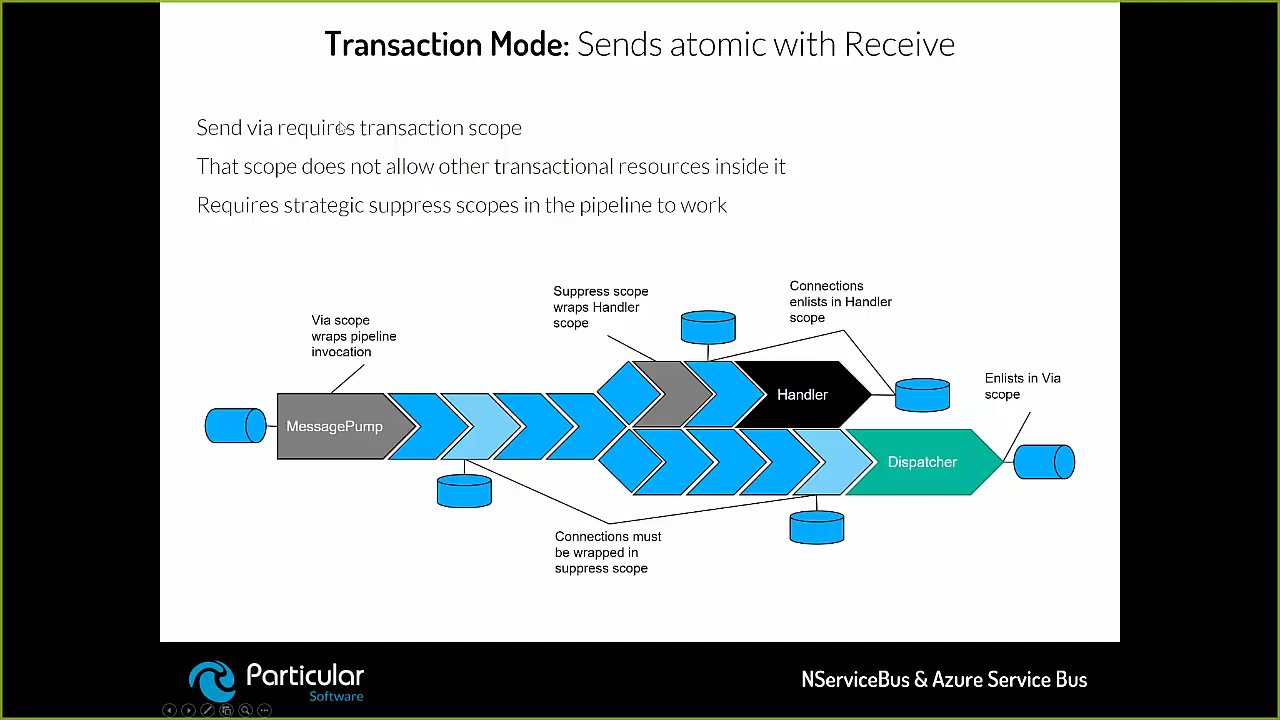 Transaction Mode: Sends atomic with Receive
Send via requires transaction scope
That scope does not allow other transactional resources inside it
Requires strategic suppress scopes in the pipeline to work
Via scope
wraps pipeline
invocation
Suppress scope
wraps Handler
scope
Connections
enlists in Handler
scope
Enlists in Via
scope
MessagePump
Handler
Dispatcher
Connections must
be wrapped in
suppress scope
Particular
Software
NServiceBus & Azure Service Bus